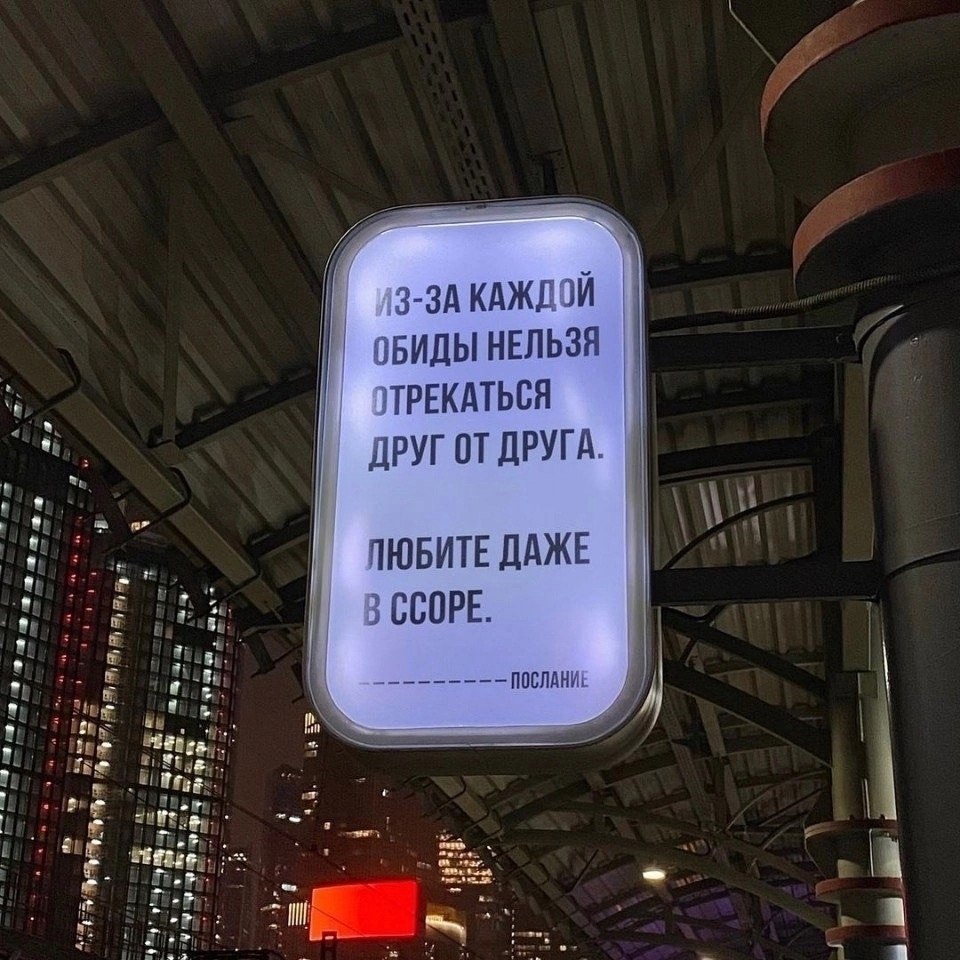 ИЗ-ЗА КАЖДОЙ
ОБИДЫ НЕЛЬЗЯ
ОТРЕКАТЬСЯ
ДРУГ ОТ ДРУГА.
ЛЮБИТЕ ДАЖЕ
В ССОРЕ.
----------ПОСЛАНИЕ